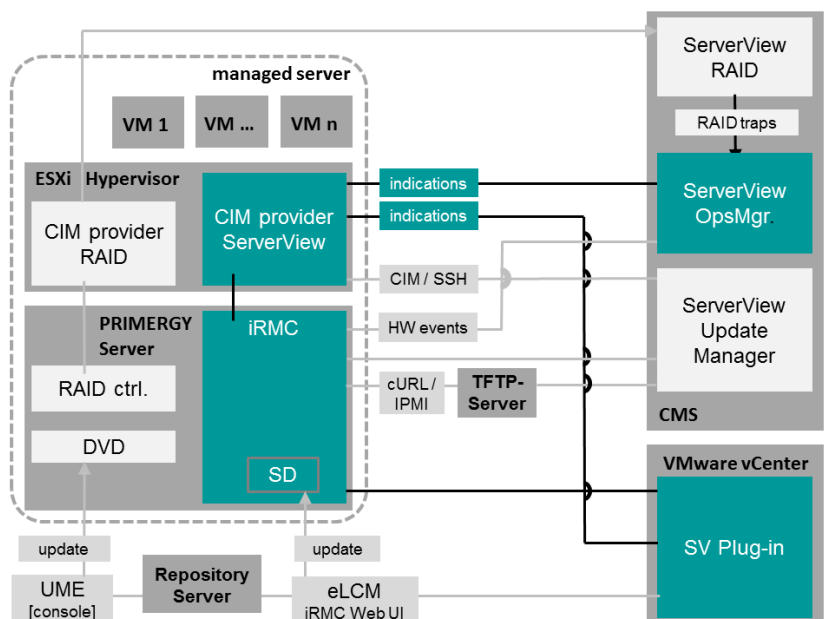 managed server
VM 1
VM ...
VM n
ESXi Hypervisor
CIM provider
RAID
CIM provider
ServerView
indications
indications
CIM / SSH
PRIMERGY
Server
iRMC
HW events
RAID ctrl.
cURL /
IPMI
TFTP-
Server
DVD
SD
ServerView
RAID
RAID traps
ServerView
OpsMgr.
ServerView
Update
Manager
CMS
VMware vCenter
SV Plug-in
update
update
UME
[console]
Repository
Server
eLCM
iRMC Web UI